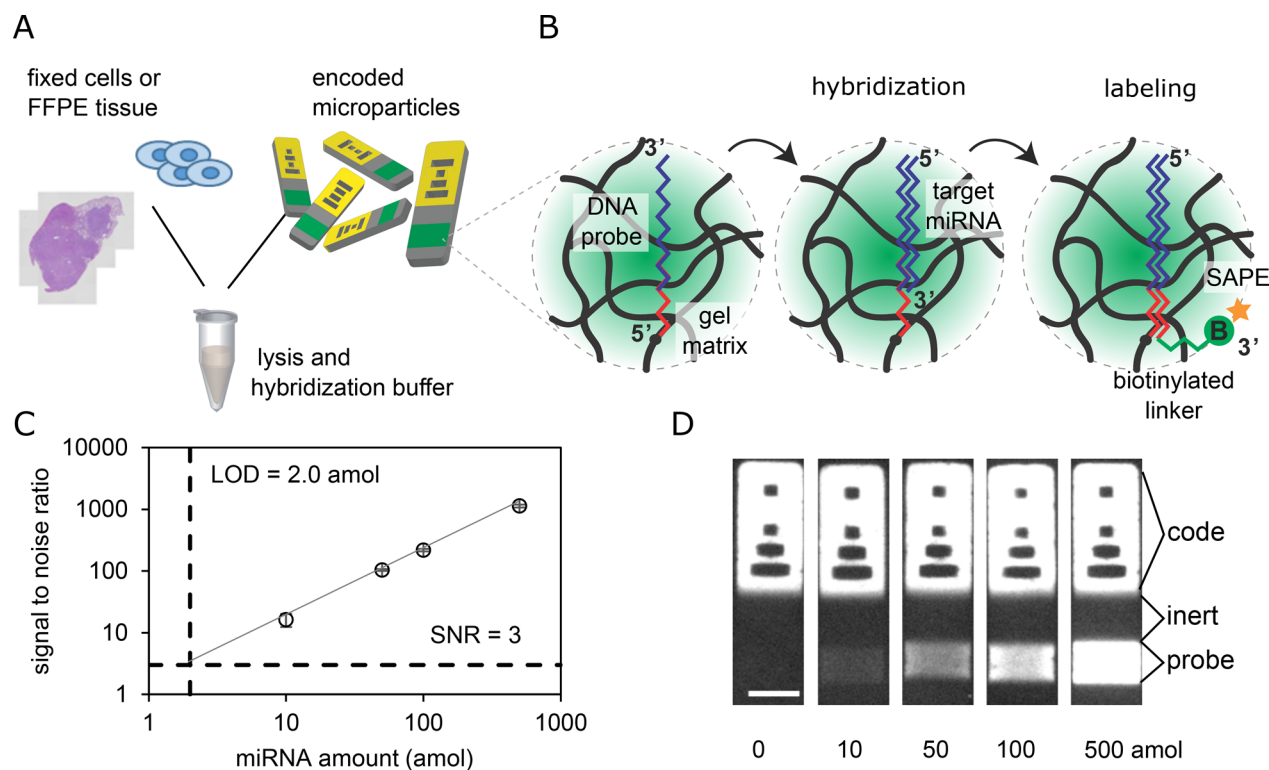 A
fixed cells or
FFPE tissue
encoded
microparticles
lysis and
hybridization buffer
B
hybridization
labeling
3’
DNA
probe
5’
gel
matrix
5’
target
miRNA
3’
5’
SAPE
B
3’
biotinylated
linker
C
signal to noise ratio
10000
1000
100
10
1
LOD = 2.0 amol
SNR = 3
1
10
100
1000
miRNA amount (amol)
D
code
inert
probe
0
10
50
100
500 amol